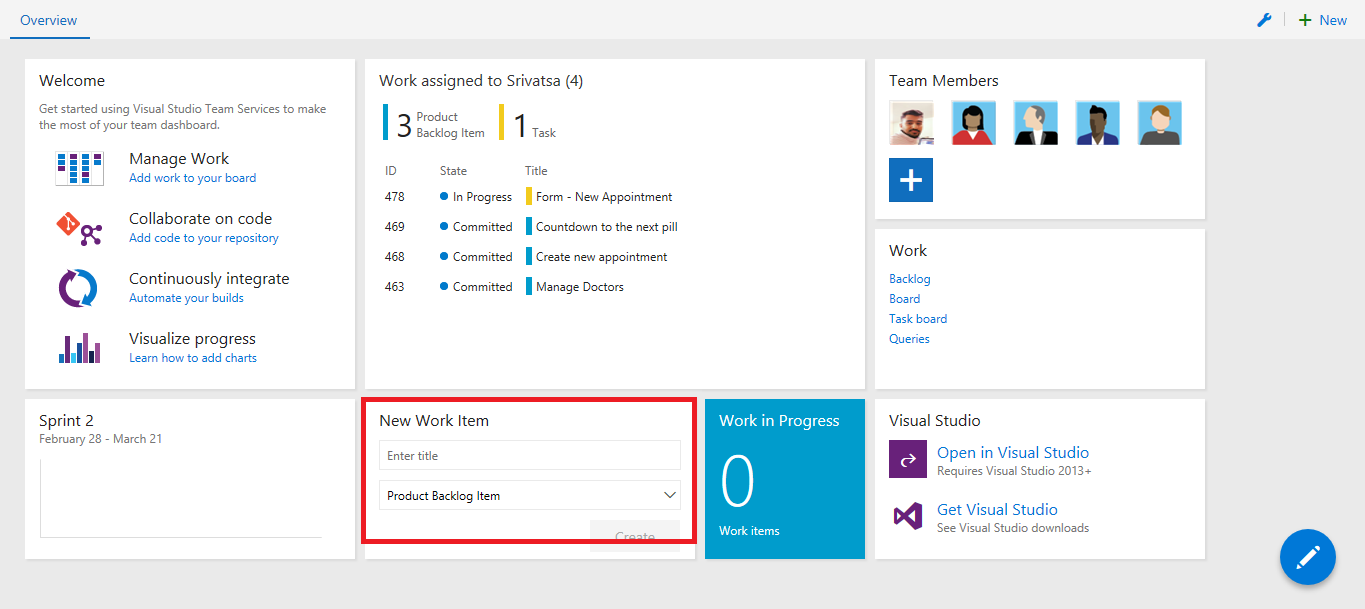 Overview
New
Welcome
Get started using Visual Studio Team Services to make
the most of your team dashboard.
Manage Work
Add work to your board
Collaborate on code
Add code to your repository
Continuously integrate
Automate your builds
Visualize progress
Learn how to add charts
Work assigned to Srivatsa (4)
3 Product
Backlog Item
1 Task
ID State Title
478 In Progress Form - New Appointment
469 Committed Countdown to the next pill
468 Committed Create new appointment
463 Committed Manage Doctors
Team Members
Work
Backlog
Board
Task board
Queries
Sprint 2
February 28 - March 21
New Work Item
Enter title
Product Backlog Item
Create
Work in Progress
0
Work items
Visual Studio
Open in Visual Studio
Requires Visual Studio 2013+
Get Visual Studio
See Visual Studio downloads